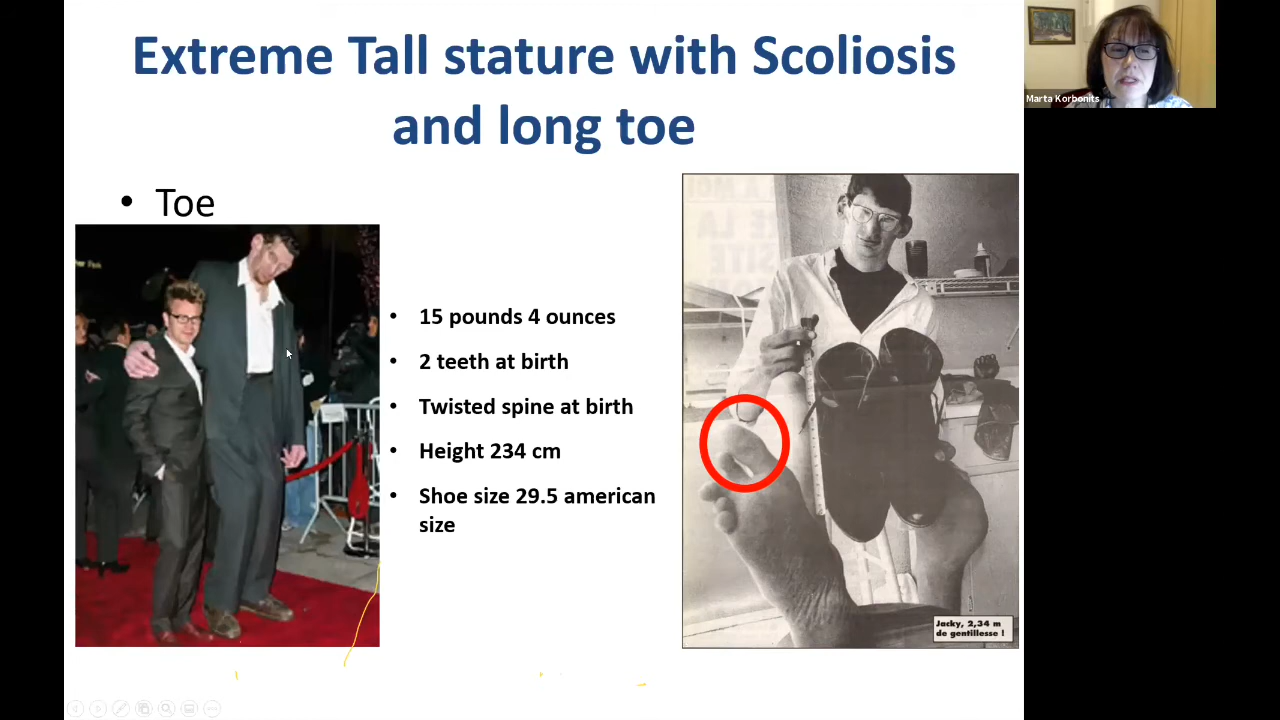 Extreme Tall stature with Scoliosis
and long toe
Marta Korbonits
• Toe
• 15 pounds 4 ounces
• 2 teeth at birth
• Twisted spine at birth
• Height 234 cm
• Shoe size 29.5 american
size
Jacky, 2,34 m
de gentillesse !